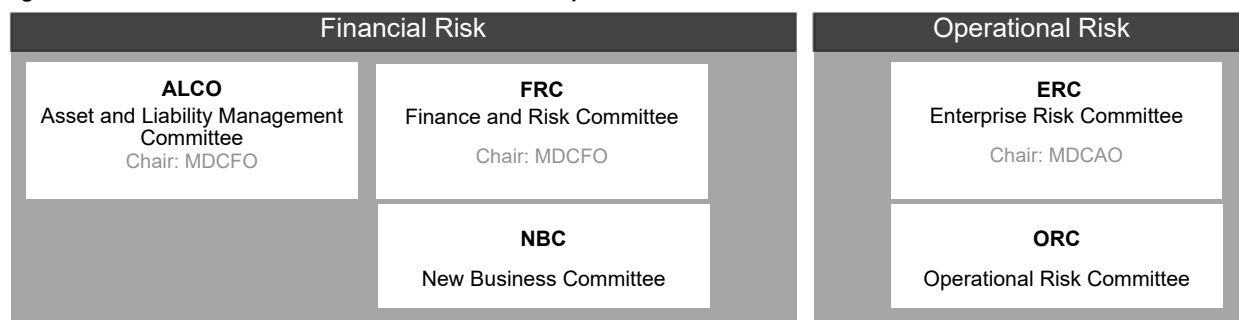 Financial Risk
ALCO
Asset and Liability Management
Committee
Chair: MDCFO
FRC
Finance and Risk Committee
Chair: MDCFO
NBC
New Business Committee
Operational Risk
ERC
Enterprise Risk Committee
Chair: MDCAO
ORC
Operational Risk Committee